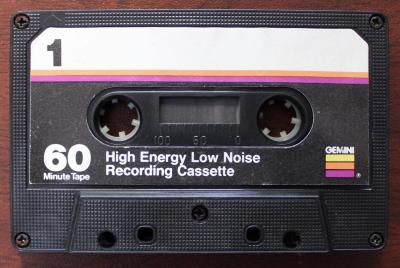 1
100 50 0
60
Minute Tape
High Energy Low Noise
Recording Cassette
GEMINI
®